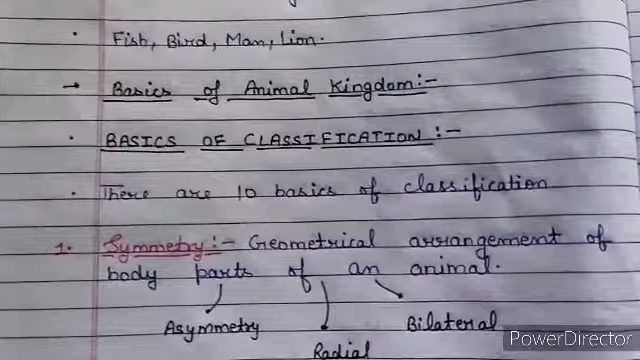 • Fish, Bird, Man, Lion.
→ Basics of Animal Kingdom:-
• BASICS OF CLASSIFICATION:-
• There are 10 basics of classification
1. Symmetry:- Geometrical arrangement of
body parts of an animal.
Asymmetry
Radial
Bilateral
PowerDirector